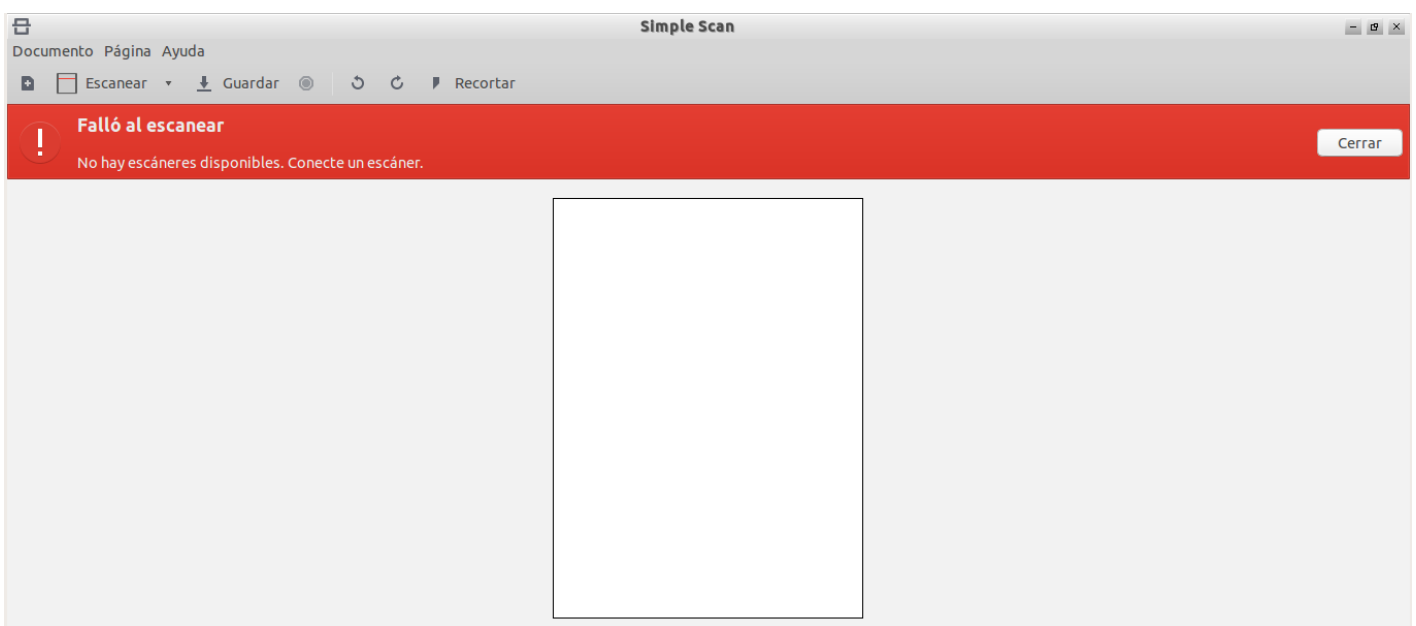 Simple Scan
Documento Página Ayuda
Escanear Guardar Recortar
Falló al escanear
No hay escáneres disponibles. Conecte un escáner.
Cerrar